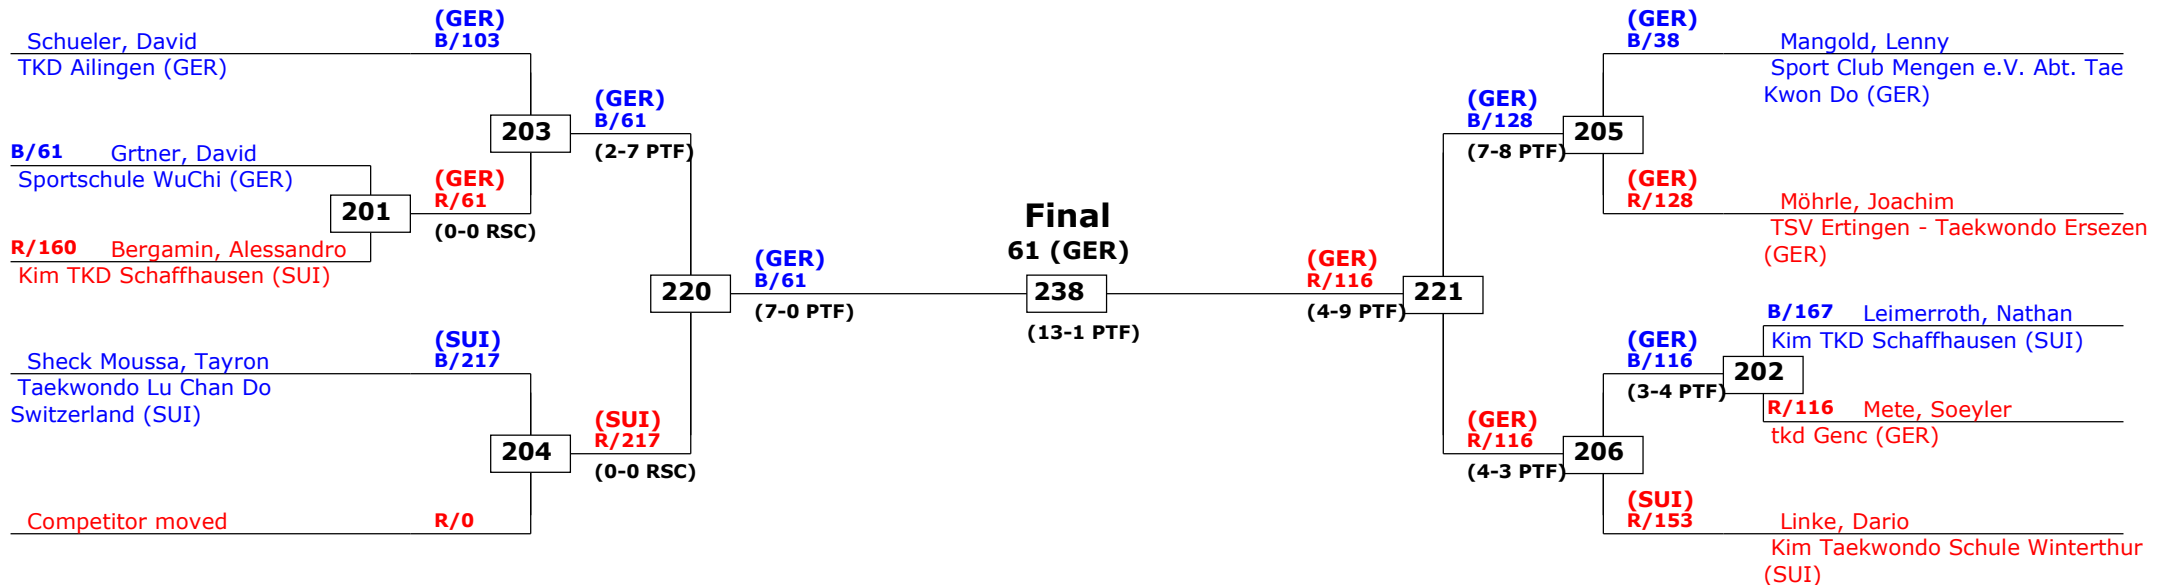 (GER)
Schueler, David B/103
TKD Ailingen (GER)
(GER)
B/61
203
(2-7 PTF)
B/61 Grtner, David
Sportschule WuChi (GER)
(GER)
R/61
201
(0-0 RSC)
R/160 Bergamin, Alessandro
Kim TKD Schaffhausen (SUI)
(GER)
B/61
220
(7-0 PTF)
(SUI)
Sheck Moussa, Tayron B/217
Taekwondo Lu Chan Do
Switzerland (SUI)
(SUI)
R/217
204
(0-0 RSC)
Competitor moved R/0
Final
61 (GER)
238
(13-1 PTF)
(GER)
R/116
221
(4-9 PTF)
(GER)
B/38 Mangold, Lenny
Sport Club Mengen e.V. Abt. Tae
Kwon Do (GER)
(GER)
B/128
205
(7-8 PTF)
(GER)
R/128 Möhrle, Joachim
TSV Ertingen - Taekwondo Ersezen
(GER)
B/167 Leimerroth, Nathan
Kim TKD Schaffhausen (SUI)
(GER)
B/116
202
(3-4 PTF)
R/116 Mete, Soeyler
tkd Genc (GER)
(GER)
R/116
206
(4-3 PTF)
(SUI)
R/153 Linke, Dario
Kim Taekwondo Schule Winterthur
(SUI)